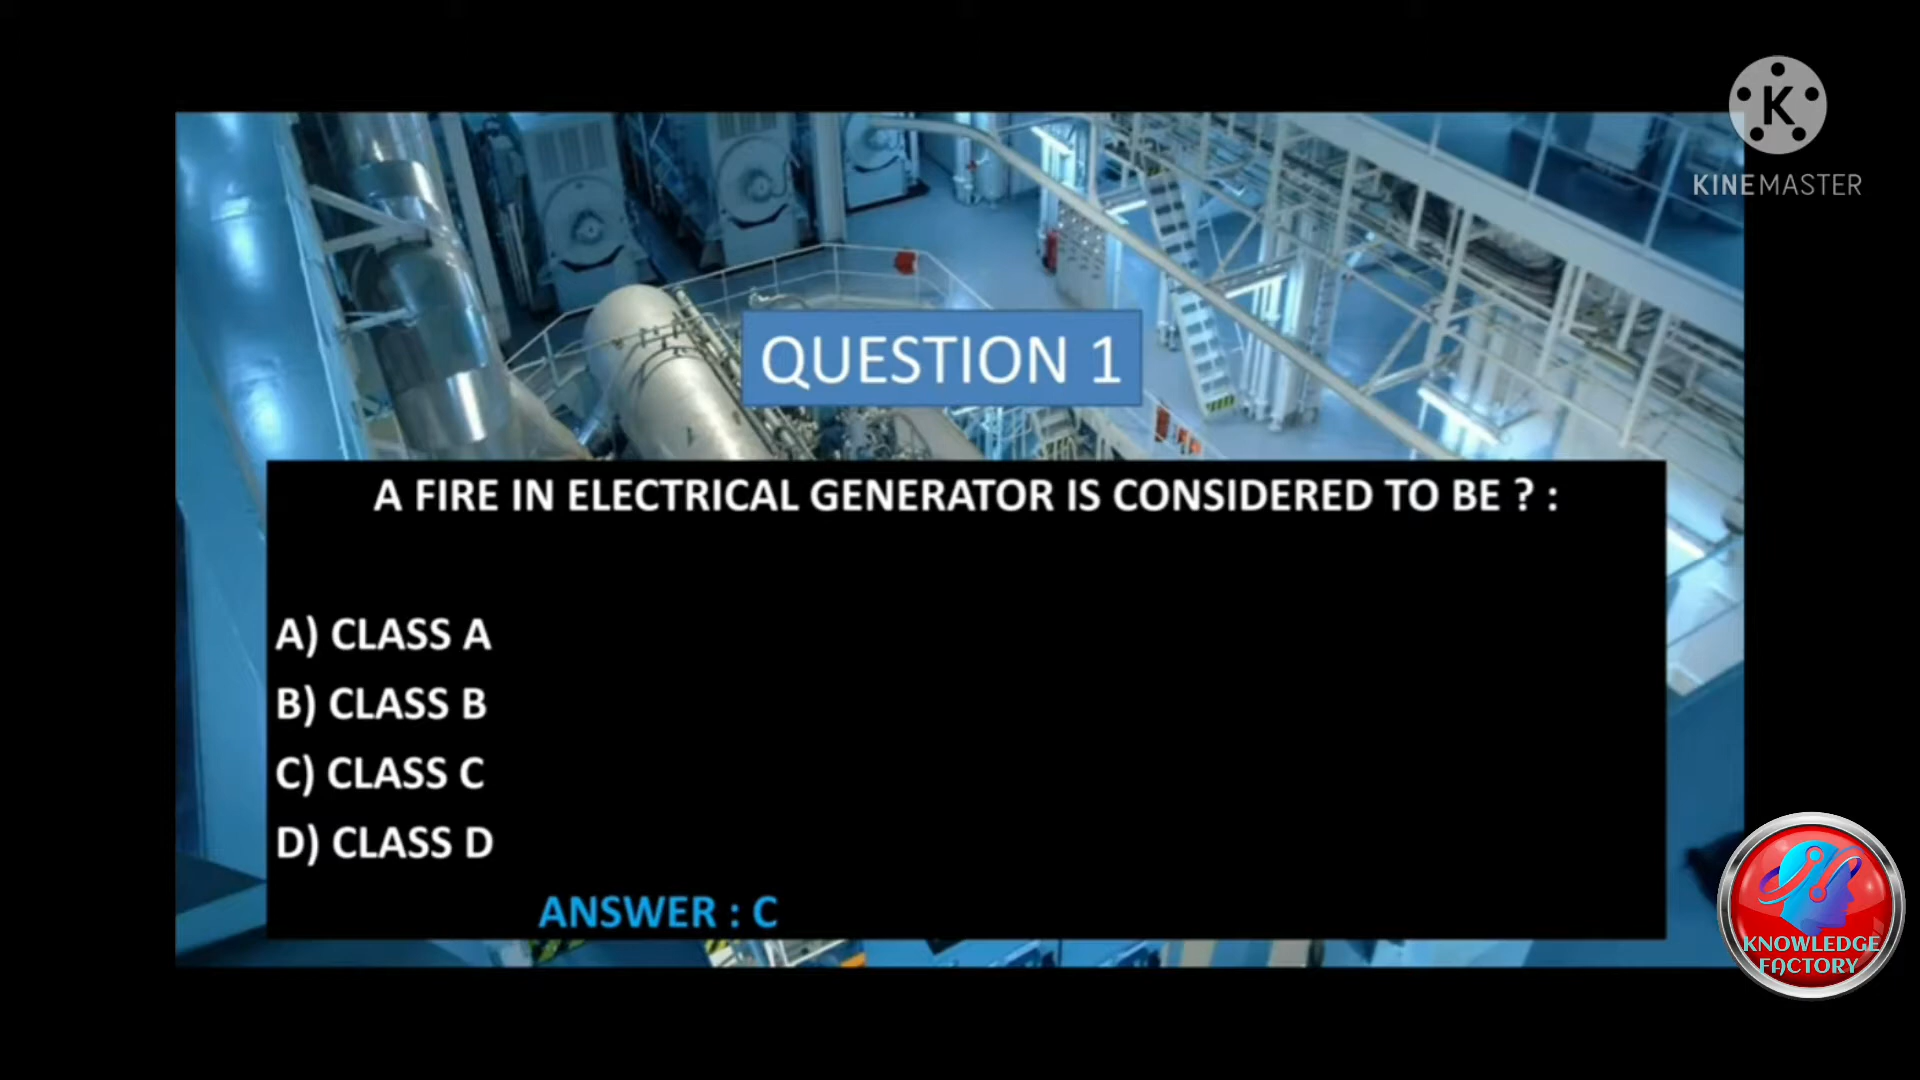 K
KINEMASTER
QUESTION 1
A FIRE IN ELECTRICAL GENERATOR IS CONSIDERED TO BE ? :
A) CLASS A
B) CLASS B
C) CLASS C
D) CLASS D
ANSWER : C
KNOWLEDGE
FACTORY